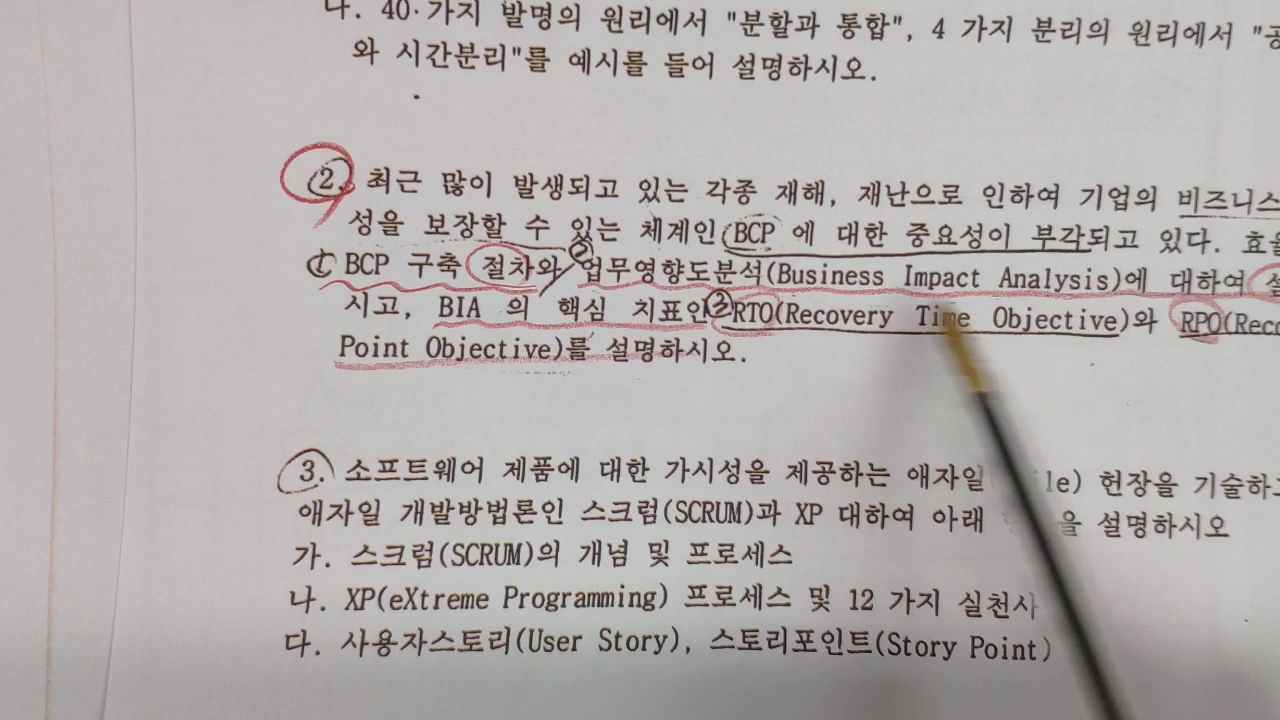 나. 40가지 발명의 원리에서 "분할과 통합", 4 가지 분리의 원리에서 "공
와 시간분리"를 예시를 들어 설명하시오.
2. 최근 많이 발생되고 있는 각종 재해, 재난으로 인하여 기업의 비즈니스
성을 보장할 수 있는 체계인 BCP 에 대한 중요성이 부각되고 있다. 효율
① BCP 구축 절차와 ② 업무영향도분석(Business Impact Analysis)에 대하여 설
시고, BIA 의 핵심 지표인 ③ RTO(Recovery Time Objective)와 RPO(Reco
Point Objective)를 설명하시오.
3. 소프트웨어 제품에 대한 가시성을 제공하는 애자일 헌장을 기술하고
애자일 개발방법론인 스크럼(SCRUM)과 XP 대하여 아래 을 설명하시오
가. 스크럼(SCRUM)의 개념 및 프로세스
나. XP(eXtreme Programming) 프로세스 및 12 가지 실천사
다. 사용자스토리(User Story), 스토리포인트(Story Point)